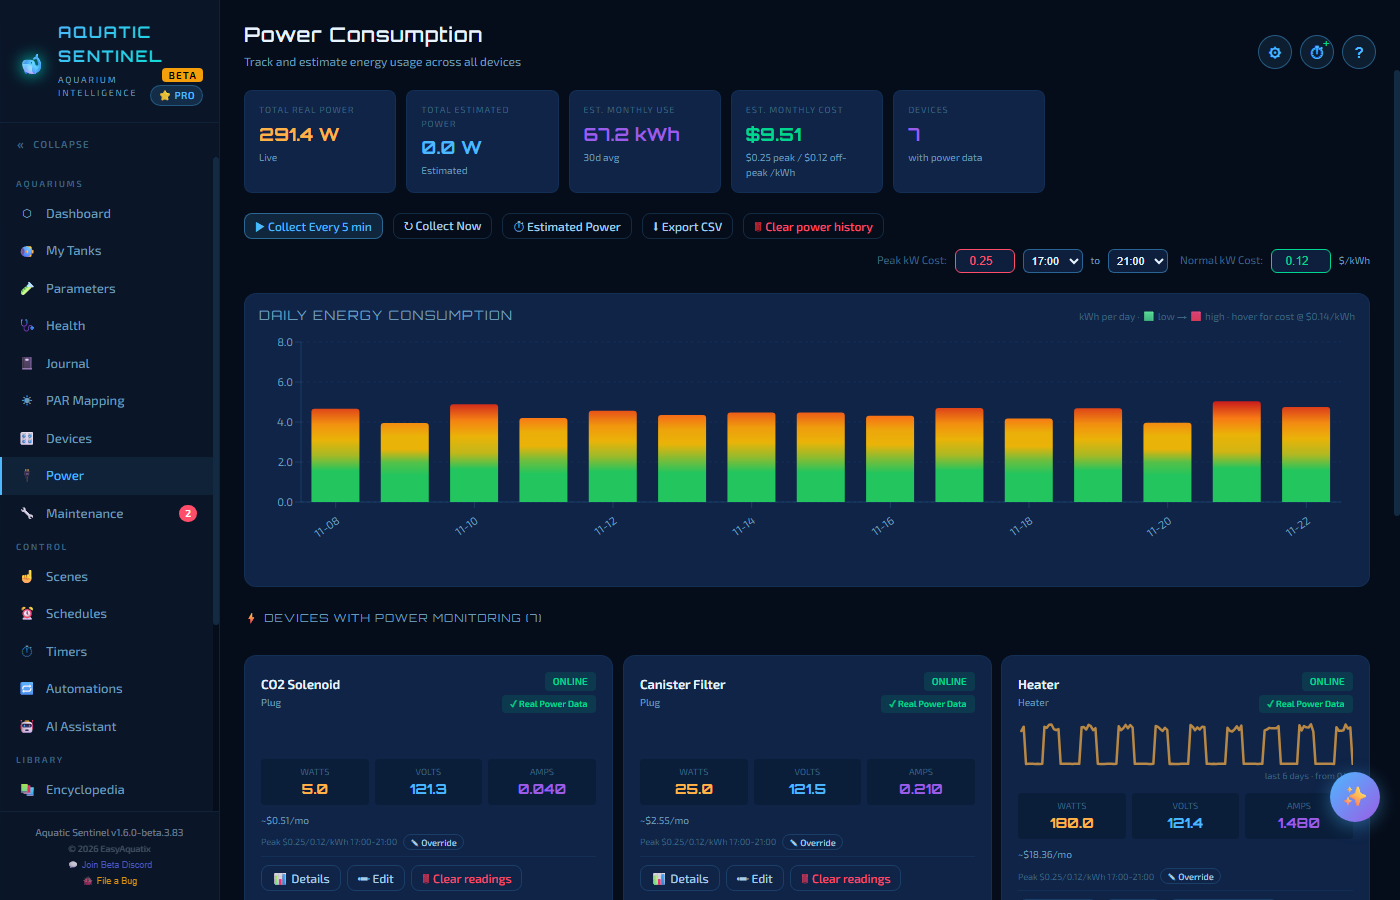 AQUATIC
SENTINEL
AQUARIUM
INTELLIGENCE
BETA
PRO
« COLLAPSE
AQUARIUMS
Dashboard
My Tanks
Parameters
Health
Journal
PAR Mapping
Devices
Power
Maintenance
2
CONTROL
Scenes
Schedules
Timers
Automations
AI Assistant
LIBRARY
Encyclopedia
Aquatic Sentinel v1.6.0-beta.3.83
© 2026 EasyAquatix
Join Beta Discord
File a Bug
Power Consumption
Track and estimate energy usage across all devices
?
TOTAL REAL POWER
291.4 W
Live
TOTAL ESTIMATED
POWER
0.0 W
Estimated
EST. MONTHLY USE
67.2 kWh
30d avg
EST. MONTHLY COST
$9.51
$0.25 peak / $0.12 off-
peak /kWh
DEVICES
7
with power data
▶ Collect Every 5 min
↻ Collect Now
⏱ Estimated Power
⬇ Export CSV
Clear power history
Peak kW Cost: 0.25 17:00 to 21:00 Normal kW Cost: 0.12 $/kWh
DAILY ENERGY CONSUMPTION
kWh per day · low → high · hover for cost @ $0.14/kWh
8.0
6.0
4.0
2.0
0.0
11-08
11-10
11-12
11-14
11-16
11-18
11-20
11-22
DEVICES WITH POWER MONITORING (7)
CO2 Solenoid
Plug
ONLINE
✓ Real Power Data
WATTS
5.0
VOLTS
121.3
AMPS
0.040
~$0.51/mo
Peak $0.25/0.12/kWh 17:00-21:00
Override
Details
Edit
Clear readings
Canister Filter
Plug
ONLINE
✓ Real Power Data
WATTS
25.0
VOLTS
121.5
AMPS
0.210
~$2.55/mo
Peak $0.25/0.12/kWh 17:00-21:00
Override
Details
Edit
Clear readings
Heater
Heater
ONLINE
✓ Real Power Data
last 6 days · from
WATTS
180.0
VOLTS
121.4
AMPS
1.480
~$18.36/mo
Peak $0.25/0.12/kWh 17:00-21:00
Override